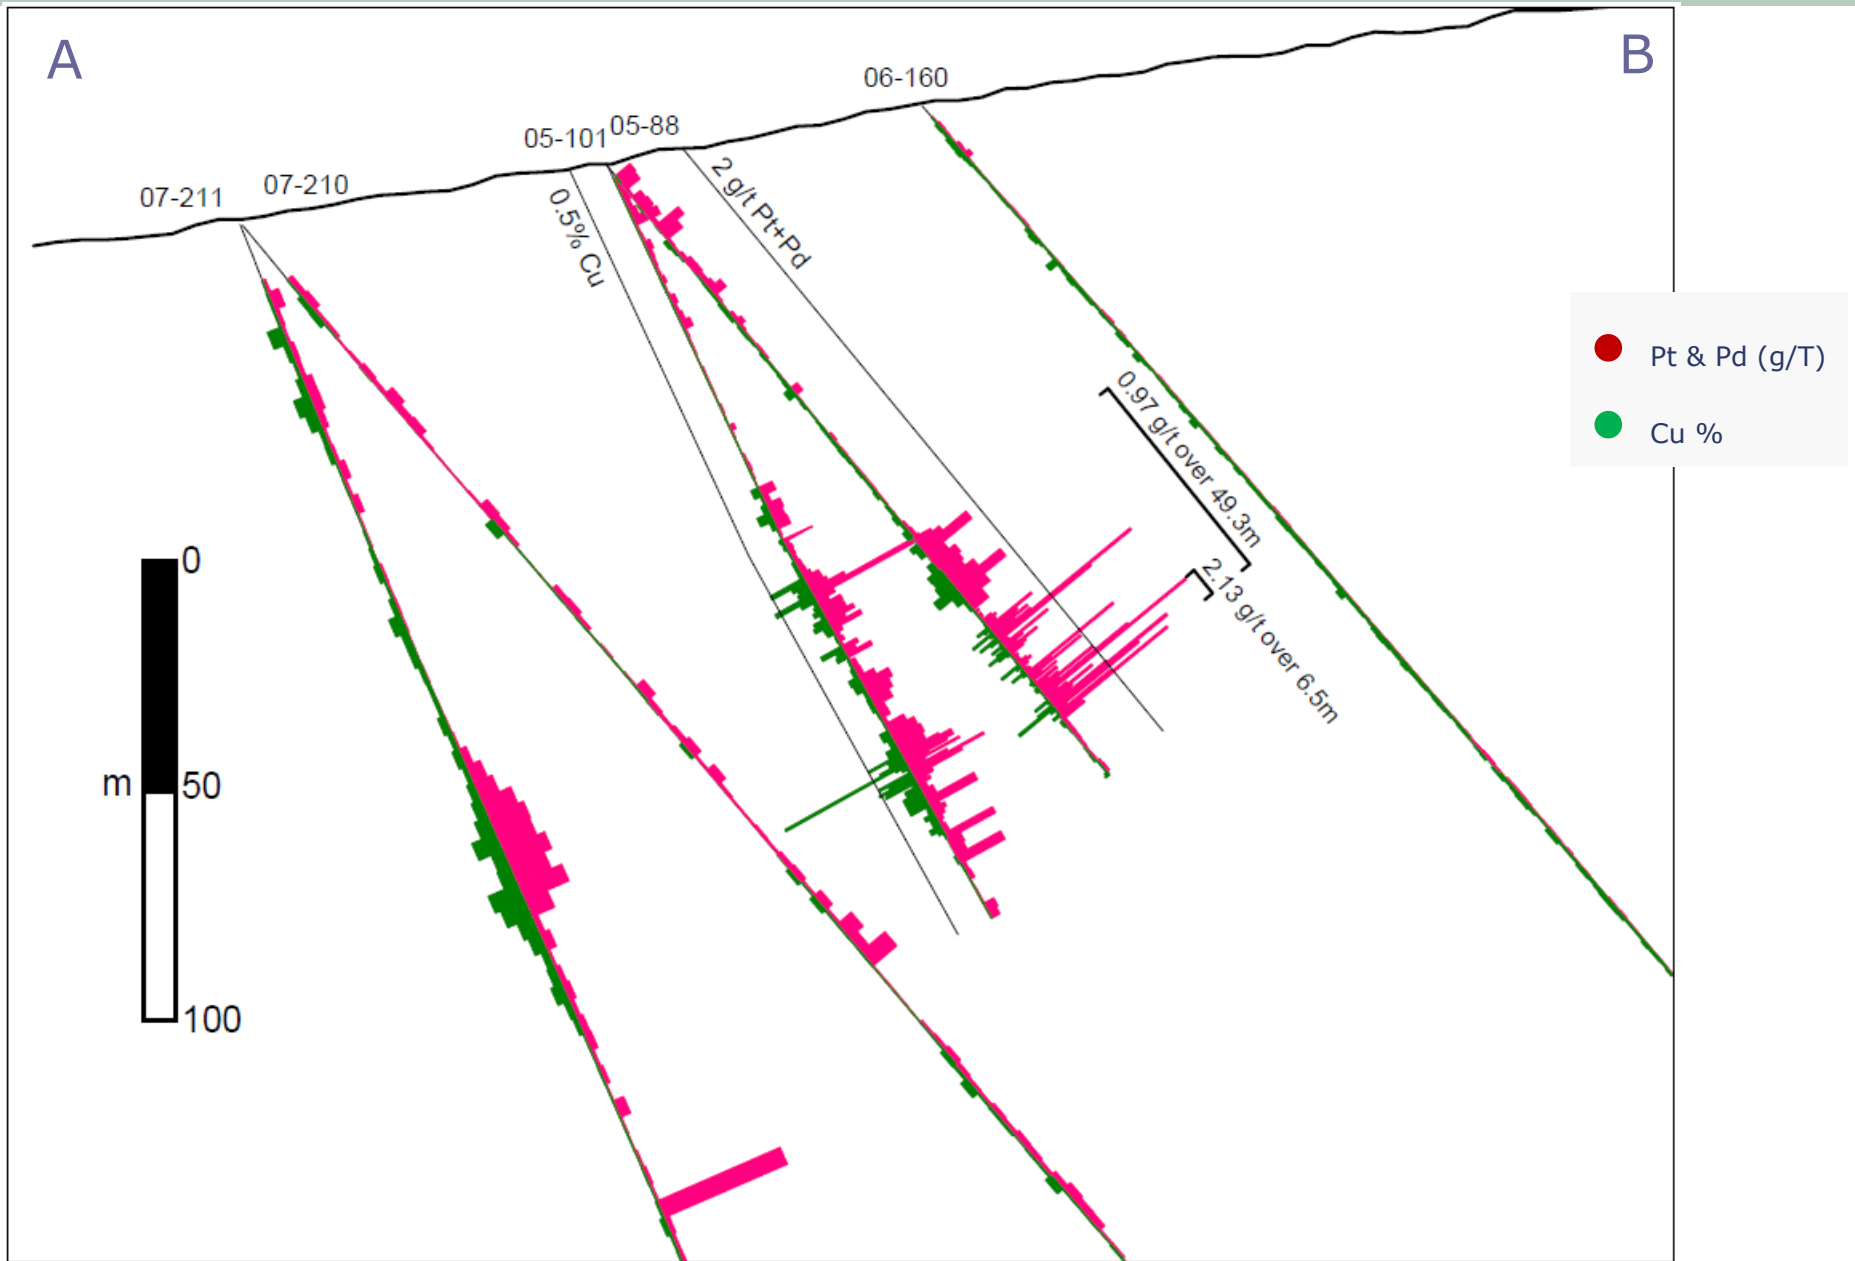 A
B
06-160
05-101
05-88
07-211
07-210
0.5% Cu
2 g/t Pt+Pd
Pt & Pd (g/T)
Cu %
0.97 g/t over 49.3m
2.13 g/t over 6.5m
0
m
50
100